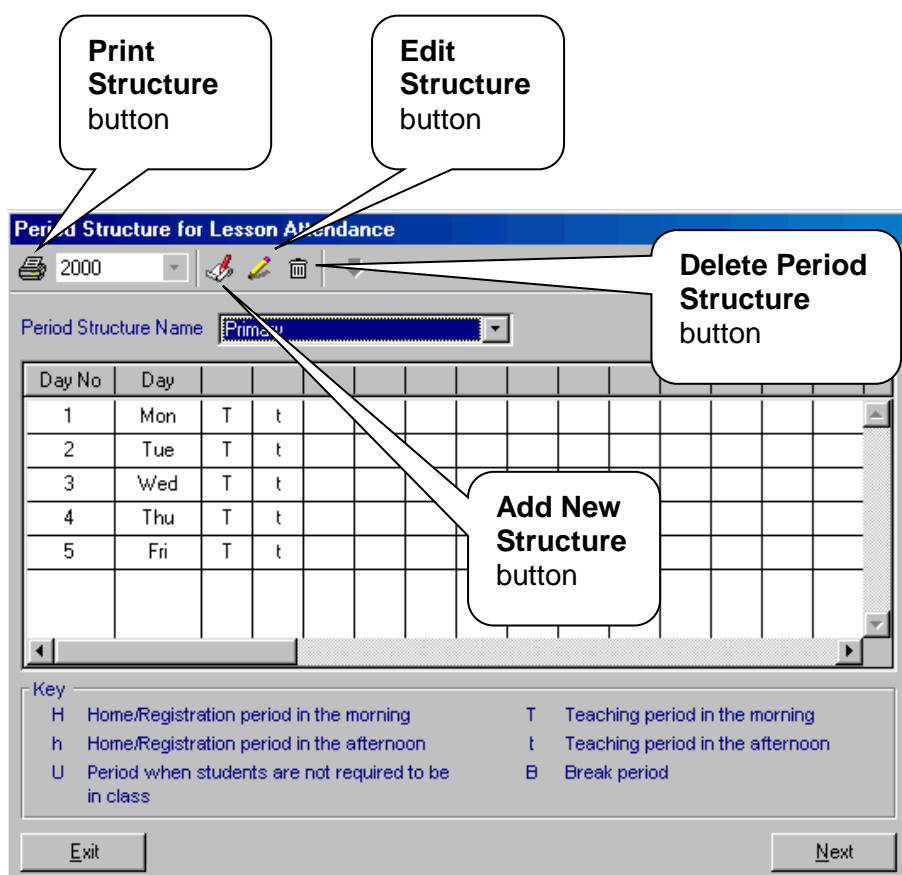 Print
Structure
button
Edit
Structure
button
Period Structure for Lesson Attendance
2000
Delete Period
Structure
button
Period Structure Name Primary
Day No Day
1 Mon T t
2 Tue T t
3 Wed T t
4 Thu T t
5 Fri T t
Add New
Structure
button
Key
H Home/Registration period in the morning
h Home/Registration period in the afternoon
U Period when students are not required to be
in class
T Teaching period in the morning
t Teaching period in the afternoon
B Break period
Exit
Next